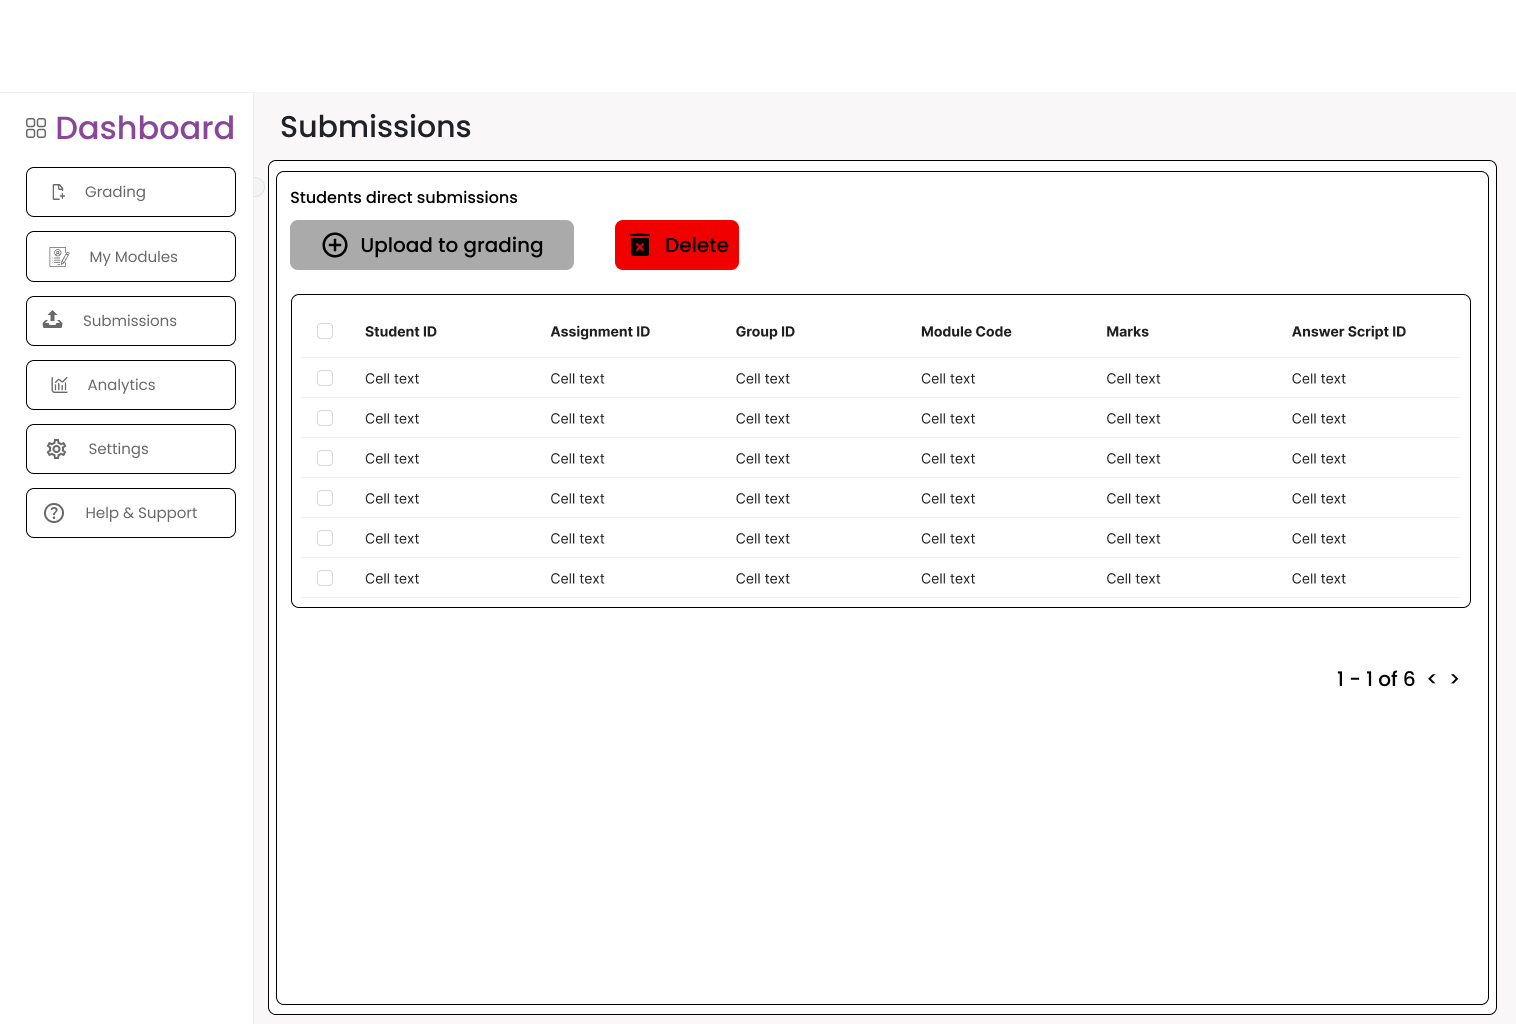 Dashboard
Grading
My Modules
Submissions
Analytics
Settings
Help & Support
Submissions
Students direct submissions
Upload to grading
Delete
Student ID Assignment ID Group ID Module Code Marks Answer Script ID
Cell text Cell text Cell text Cell text Cell text Cell text
Cell text Cell text Cell text Cell text Cell text Cell text
Cell text Cell text Cell text Cell text Cell text Cell text
Cell text Cell text Cell text Cell text Cell text Cell text
Cell text Cell text Cell text Cell text Cell text Cell text
Cell text Cell text Cell text Cell text Cell text Cell text
1 - 1 of 6 < >